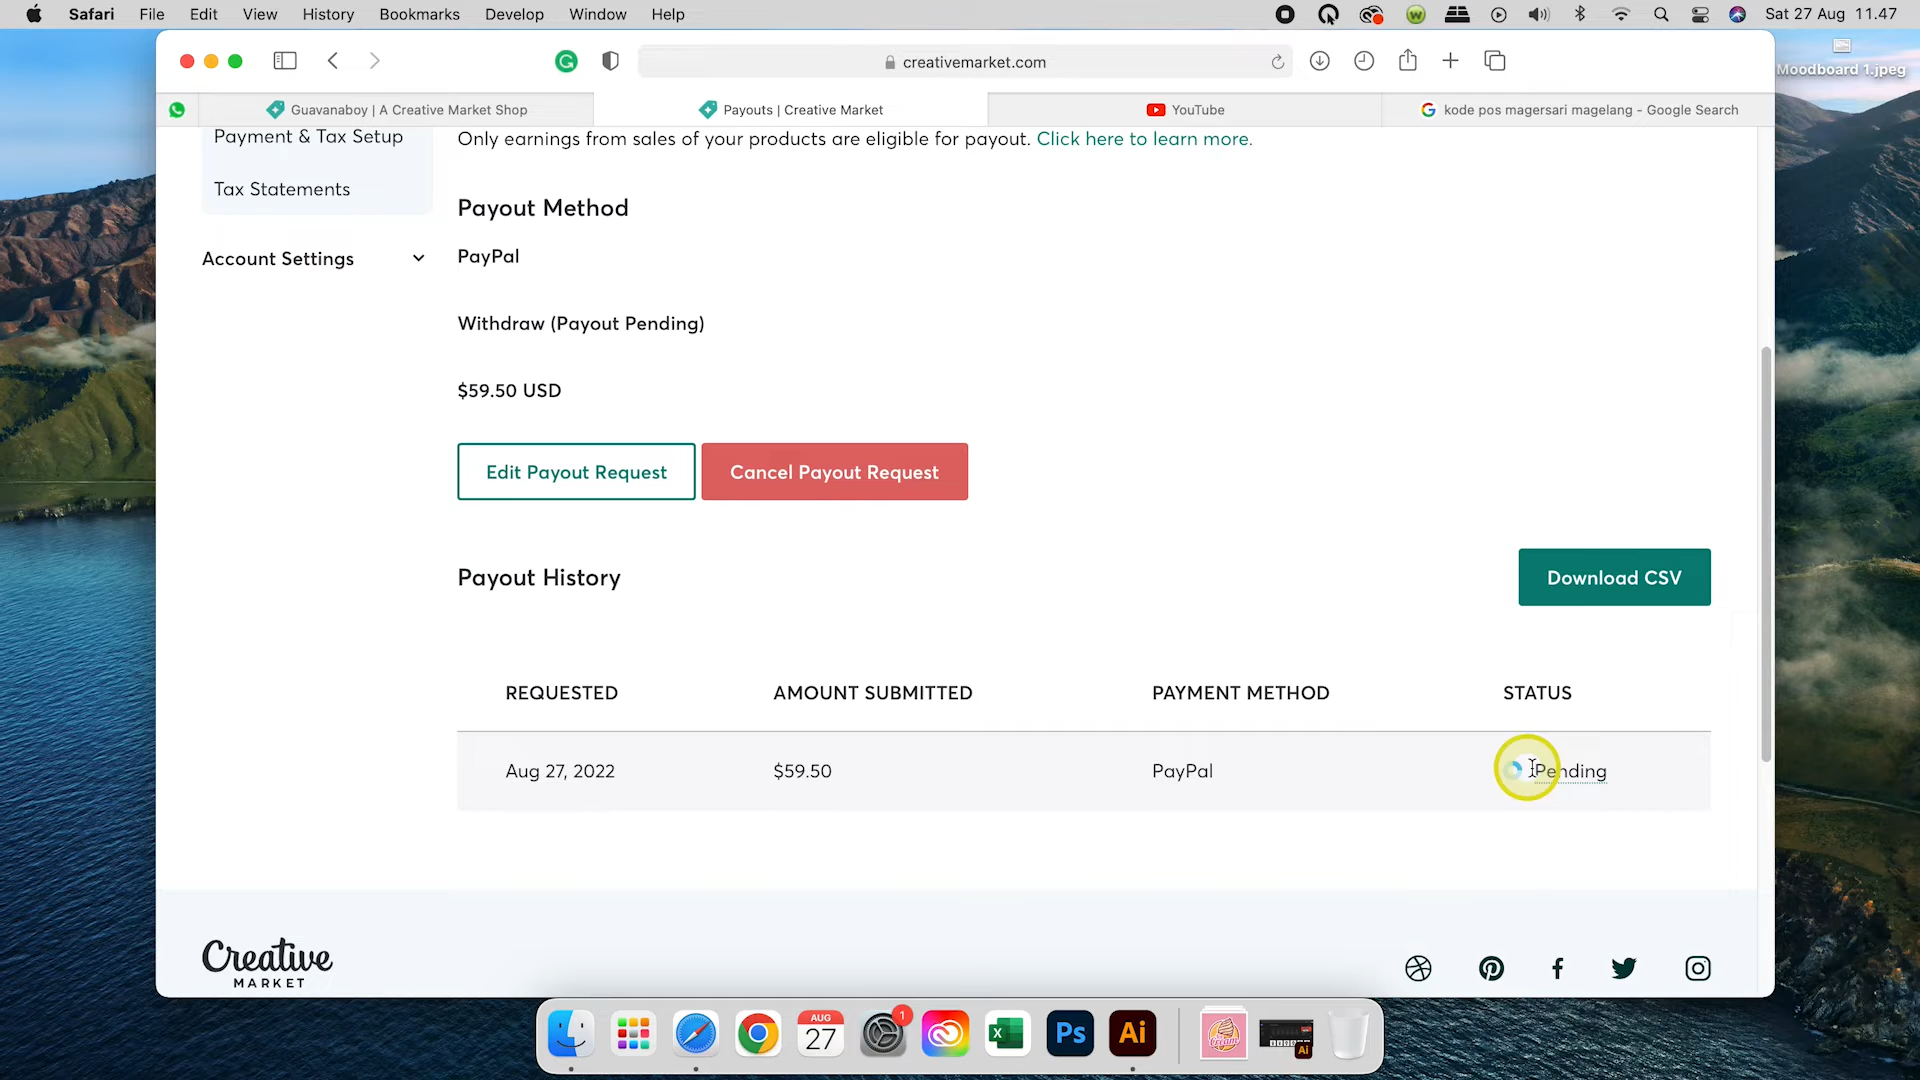 Safari File Edit View History Bookmarks Develop Window Help Sat 27 Aug 11.47
creativemarket.com
Moodboard 1.jpeg
Guavanaboy | A Creative Market Shop Payouts | Creative Market YouTube kode pos magersari magelang - Google Search
Payment & Tax Setup
Only earnings from sales of your products are eligible for payout. Click here to learn more.
Tax Statements
Payout Method
Account Settings
PayPal
Withdraw (Payout Pending)
$59.50 USD
Edit Payout Request Cancel Payout Request
Payout History Download CSV
REQUESTED AMOUNT SUBMITTED PAYMENT METHOD STATUS
Aug 27, 2022 $59.50 PayPal Pending
Creative
MARKET
AUG
27
1
Ps
Ai
Ai